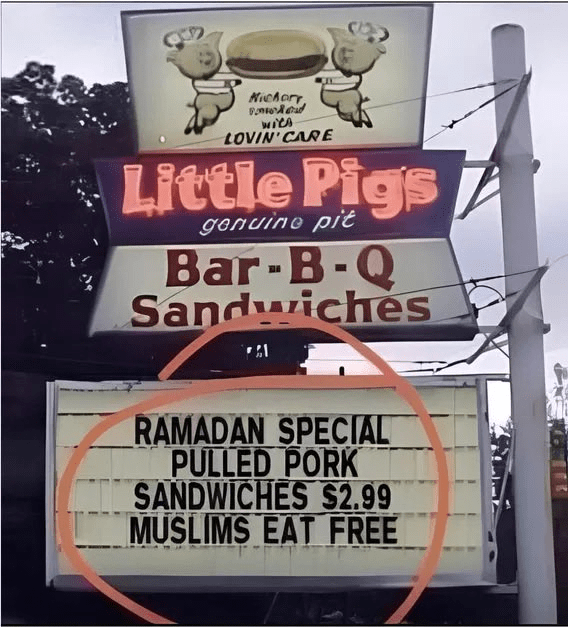 Hickory
smoked
with
LOVIN' CARE
Little Pigs
genuine pit
Bar-B-Q
Sandwiches
RAMADAN SPECIAL
PULLED PORK
SANDWICHES $2.99
MUSLIMS EAT FREE